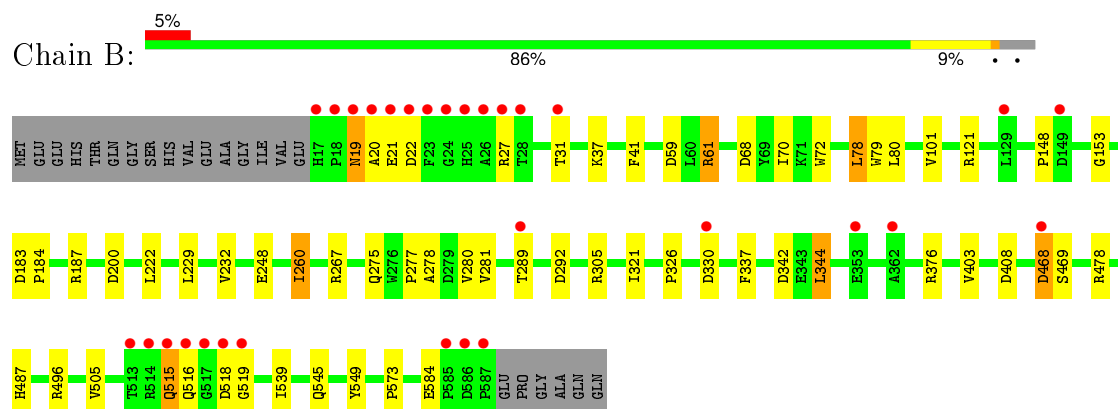 5%
Chain B:
86% 9% • •
MET GLU GLU HIS THR GLN GLY SER HIS VAL GLU ALA GLY ILE VAL GLU H17 P18 N19 A20 E21 D22 F23 G24 H25 A26 R27 T28 T31 K37 F41 D59 L60 R61 D68 Y69 I70 K71 W72 L78 W79 L80 V101 R121 L129 P148 D149 G153
D183 P184 R187 D200 L222 L229 V232 E248 I260 R267 Q275 W276 P277 A278 D279 V280 V281 T289 D292 R305 I321 P326 D330 F337 D342 E343 L344 E353 A362 R376 V403 D408 D468 S469 R478
H487 R496 V505 T513 R514 Q515 Q516 G517 D518 G519 I539 Q545 Y549 P573 E584 P585 D586 P587 GLU PRO GLY ALA GLN GLN